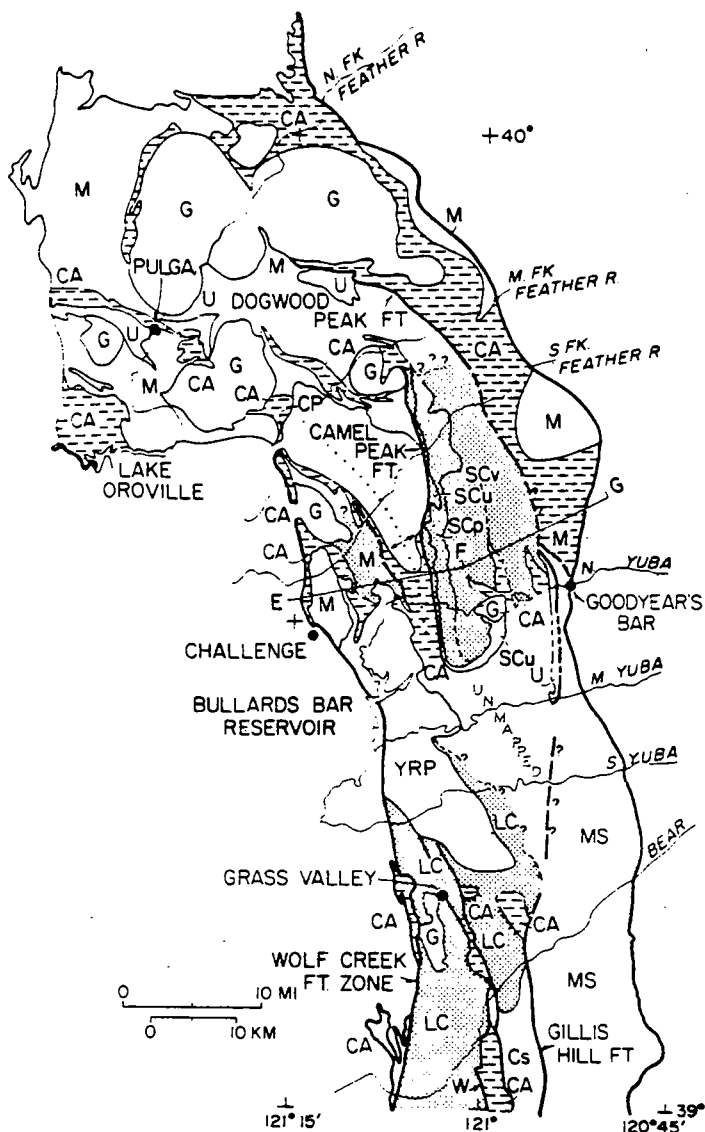 N. FK
FEATHER R
CA
40°
M
G
G
M
PULGA
M
CA
U
DOGWOOD
U
M. FK
FEATHER R.
PEAK FT
G
U
S FK.
FEATHER R
CA
CA
G
M
CA
G
? ? ?
CA
CP
M
CA
CAMEL
PEAK
FT.
LAKE
OROVILLE
SCv
SCu
G
CA
G
?
SCp
CA
M
F
M
E
M
N
YUBA
G
CA
GOODYEAR'S
BAR
CHALLENGE
CA
SCu
U
M YUBA
BULLARDS BAR
RESERVOIR
UNMAPPED
?
?
S YUBA
YRP
?
?
LC
?
MS
LC
BEAR
GRASS VALLEY
CA
CA
CA
G
LC
WOLF CREEK
FT. ZONE
MS
0 10 MI
LC
0 10 KM
GILLIS
HILL FT
CA
Cs
W
CA
39°
121° 15'
121°
120° 45'